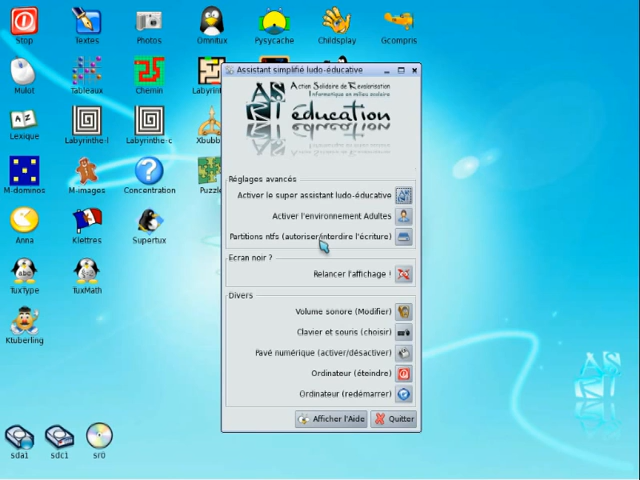 Stop
Textes
Photos
Omnitux
Pysycache
Childsplay
Gcompris
Mulot
Tableaux
Chemin
Labyrin
Lexique
Labyrinthe-l
Labyrinthe-c
Xbubb
M-dominos
M-images
Concentration
Puzzle
Anna
Klettres
Supertux
TuxType
TuxMath
Ktuberling
sda1
sdc1
sr0
Assistant simplifié ludo-éducative
ASRI Action Solidaire de Revalorisation
Informatique en milieu scolaire
éducation
Réglages avancés
Activer le super assistant ludo-éducative
Activer l'environnement Adultes
Partitions ntfs (autoriser/interdire l'écriture)
Ecran noir ?
Relancer l'affichage !
Divers
Volume sonore (Modifier)
Clavier et souris (choisir)
Pavé numérique (activer/désactiver)
Ordinateur (éteindre)
Ordinateur (redémarrer)
Afficher l'Aide
Quitter
ASRI